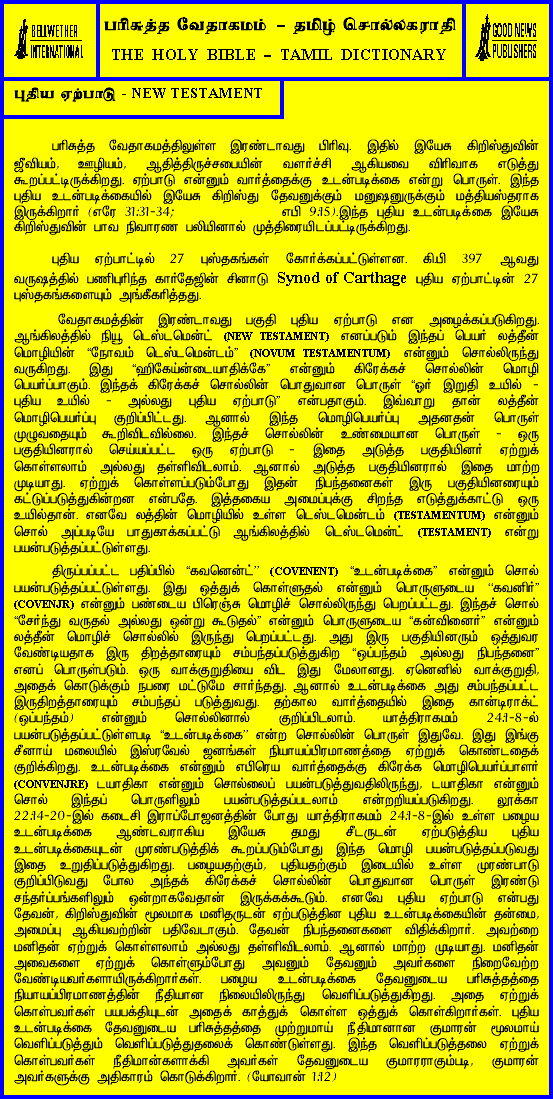 BELLWETHER
INTERNATIONAL
பரிசுத்த வேதாகமம் – தமிழ் சொல்லகராதி
THE HOLY BIBLE – TAMIL DICTIONARY
GOOD NEWS
PUBLISHERS
புதிய ஏற்பாடு - NEW TESTAMENT
பரிசுத்த வேதாகமத்திலுள்ள இரண்டாவது பிரிவு. இதில் இயேசு கிறிஸ்துவின்
ஜீவியம், ஊழியம், ஆதித்திருச்சபையின் வளர்ச்சி ஆகியவை விரிவாக எடுத்து
கூறப்பட்டிருக்கிறது. ஏற்பாடு என்னும் வார்த்தைக்கு உடன்படிக்கை என்று பொருள். இந்த
புதிய உடன்படிக்கையில் இயேசு கிறிஸ்து தேவனுக்கும் மனுஷனுருக்கும் மத்தியஸ்தராக
இருக்கிறார் (எரே 31:31-34; எபி 9:15).இந்த புதிய உடன்படிக்கை இயேசு
கிறிஸ்துவின் பாவ நிவாரண பலியினால் முத்திரையிடப்பட்டிருக்கிறது.
புதிய ஏற்பாட்டில் 27 புஸ்தகங்கள் கோர்க்கப்பட்டுள்ளன. கி.பி 397 ஆவது
வருஷத்தில் பணிபுரிந்த கார்தேஜின் சினாடு Synod of Carthage புதிய ஏற்பாட்டின் 27
புஸ்தகங்களையும் அங்கீகரித்தது.
வேதாகமத்தின் இரண்டாவது பகுதி புதிய ஏற்பாடு என அழைக்கப்படுகிறது.
ஆங்கிலத்தில் நியூ டெஸ்டமெண்ட் (NEW TESTAMENT) எனப்படும் இந்தப் பெயர் லத்தீன்
மொழியின் “நோவம் டெஸ்டமென்டம்” (NOVUM TESTAMENTUM) என்னும் சொல்லிருந்து
வருகிறது. இது “ஹிகேய்ன்டையாதிக்கே” என்னும் கிரேக்கச் சொல்லின் மொழி
பெயர்ப்பாகும். இந்தக் கிரேக்கச் சொல்லின் பொதுவான பொருள் “ஓர் இறுதி உயில் -
புதிய உயில் - அல்லது புதிய ஏற்பாடு” என்பதாகும். இவ்வாறு தான் லத்தீன்
மொழிபெயர்ப்பு குறிப்பிட்டது. ஆனால் இந்த மொழிபெயர்ப்பு அதனதன் பொருள்
முழுவதையும் கூறிவிடவில்லை. இந்தச் சொல்லின் உண்மையான பொருள் - ஒரு
பகுதியினரால் செய்யப்பட்ட ஒரு ஏற்பாடு - இதை அடுத்த பகுதியினர் ஏற்றுக்
கொள்ளலாம் அல்லது தள்ளிவிடலாம். ஆனால் அடுத்த பகுதியினரால் இதை மாற்ற
முடியாது. ஏற்றுக் கொள்ளப்படும்போது இதன் நிபந்தனைகள் இரு பகுதியினரையும்
கட்டுப்படுத்துகின்றன என்பதே. இத்தகைய அமைப்புக்கு சிறந்த எடுத்துக்காட்டு ஒரு
உயில்தான். எனவே லத்தின் மொழியில் உள்ள டெஸ்டமென்டம் (TESTAMENTUM) என்னும்
சொல் அப்படியே பாதுகாக்கப்பட்டு ஆங்கிலத்தில் டெஸ்டமென்ட் (TESTAMENT) என்று
பயன்படுத்தப்பட்டுள்ளது.
திருப்பப்பட்ட பதிப்பில் “கவனென்ட்’’ (COVENENT) “உடன்படிக்கை” என்னும் சொல்
பயன்படுத்தப்பட்டுள்ளது. இது ஒத்துக் கொள்ளுதல் என்னும் பொருளுடைய “கவனிர்”
(COVENJR) என்னும் பண்டைய பிரெஞ்சு மொழிச் சொல்லிருந்து பெறப்பட்டது. இந்தச் சொல்
“சேர்ந்து வருதல் அல்லது ஒன்று கூடுதல்” என்னும் பொருளுடைய “கன்வினைர்” என்னும்
லத்தீன் மொழிச் சொல்லில் இருந்து பெறப்பட்டது. அது இரு பகுதியினரும் ஒத்துவர
வேண்டியதாக இரு திறத்தாரையும் சம்பந்தப்படுத்துகிற “ஒப்பந்தம் அல்லது நிபந்தனை”
எனப் பொருள்படும். ஒரு வாக்குறுதியை விட இது மேலானது. ஏனெனில் வாக்குறுதி,
அதைக் கொடுக்கும் நபரை மட்டுமே சார்ந்தது. ஆனால் உடன்படிக்கை அது சம்பந்தப்பட்ட
இருதிறத்தாரையும் சம்பந்தப் படுத்துவது. தற்கால வார்த்தையில் இதை கான்டிராக்ட்
(ஒப்பந்தம்) என்னும் சொல்லினால் குறிப்பிடலாம். யாத்திராகமம் 24:1-8-ல்
பயன்படுத்தப்பட்டுள்ளபடி “உடன்படிக்கை” என்ற சொல்லின் பொருள் இதுவே. இது இங்கு
சீனாய் மலையில் இஸ்ரவேல் ஜனங்கள் நியாயப்பிரமாணத்தை ஏற்றுக் கொண்டதைக்
குறிக்கிறது. உடன்படிக்கை என்னும் எபிரெய வார்த்தைக்கு கிரேக்க மொழிபெயர்ப்பாளர்
(CONVENJRE) டயாதிகா என்னும் சொல்லைப் பயன்படுத்துவதிலிருந்து, டயாதிகா என்னும்
சொல் இந்தப் பொருளிலும் பயன்படுத்தப்படலாம் என்றறியப்படுகிறது. லூக்கா
22:14-20-இல் கடைசி இராப்போஜனத்தின் போது யாத்திராகமம் 24:1-8-இல் உள்ள பழைய
உடன்படிக்கை ஆண்டவராகிய இயேசு தமது சீடருடன் ஏற்படுத்திய புதிய
உடன்படிக்கையுடன் முரண்படுத்திக் கூறப்படும்போது இந்த மொழி பயன்படுத்தப்படுவது
இதை உறுதிப்படுத்துகிறது. பழையதற்கும், புதியதற்கும் இடையில் உள்ள முரண்பாடு
குறிப்பிடுவது போல அந்தக் கிரேக்கச் சொல்லின் பொதுவான பொருள் இரண்டு
சந்தர்ப்பங்களிலும் ஒன்றாகவேதான் இருக்கக்கூடும். எனவே புதிய ஏற்பாடு என்பது
தேவன், கிறிஸ்துவின் மூலமாக மனிதருடன் ஏற்படுத்தின புதிய உடன்படிக்கையின் தன்மை,
அமைப்பு ஆகியவற்றின் பதிவேடாகும். தேவன் நிபந்தனைகளை விதிக்கிறார். அவற்றை
மனிதன் ஏற்றுக் கொள்ளலாம் அல்லது தள்ளிவிடலாம். ஆனால் மாற்ற முடியாது. மனிதன்
அவைகளை ஏற்றுக் கொள்ளும்போது அவனும் தேவனும் அவர்களை நிறைவேற்ற
வேண்டியவர்களாயிருக்கிறார்கள். பழைய உடன்படிக்கை தேவனுடைய பரிசுத்தத்தை
நியாயப்பிரமாணத்தின் நீதியான நிலையிலிருந்து வெளிப்படுத்துகிறது. அதை ஏற்றுக்
கொள்பவர்கள் பயபக்தியுடன் அதைக் காத்துக் கொள்ள ஒத்துக் கொள்கிறார்கள். புதிய
உடன்படிக்கை தேவனுடைய பரிசுத்தத்தை முற்றுமாய் நீதிமானான குமாரன் மூலமாய்
வெளிப்படுத்தும் வெளிப்படுத்துதலைக் கொண்டுள்ளது. இந்த வெளிப்படுத்தலை ஏற்றுக்
கொள்பவர்கள் நீதிமான்களாக்கி அவர்கள் தேவனுடைய குமாரராகும்படி, குமாரன்
அவர்களுக்கு அதிகாரம் கொடுக்கிறார். (யோவான் 1:12)